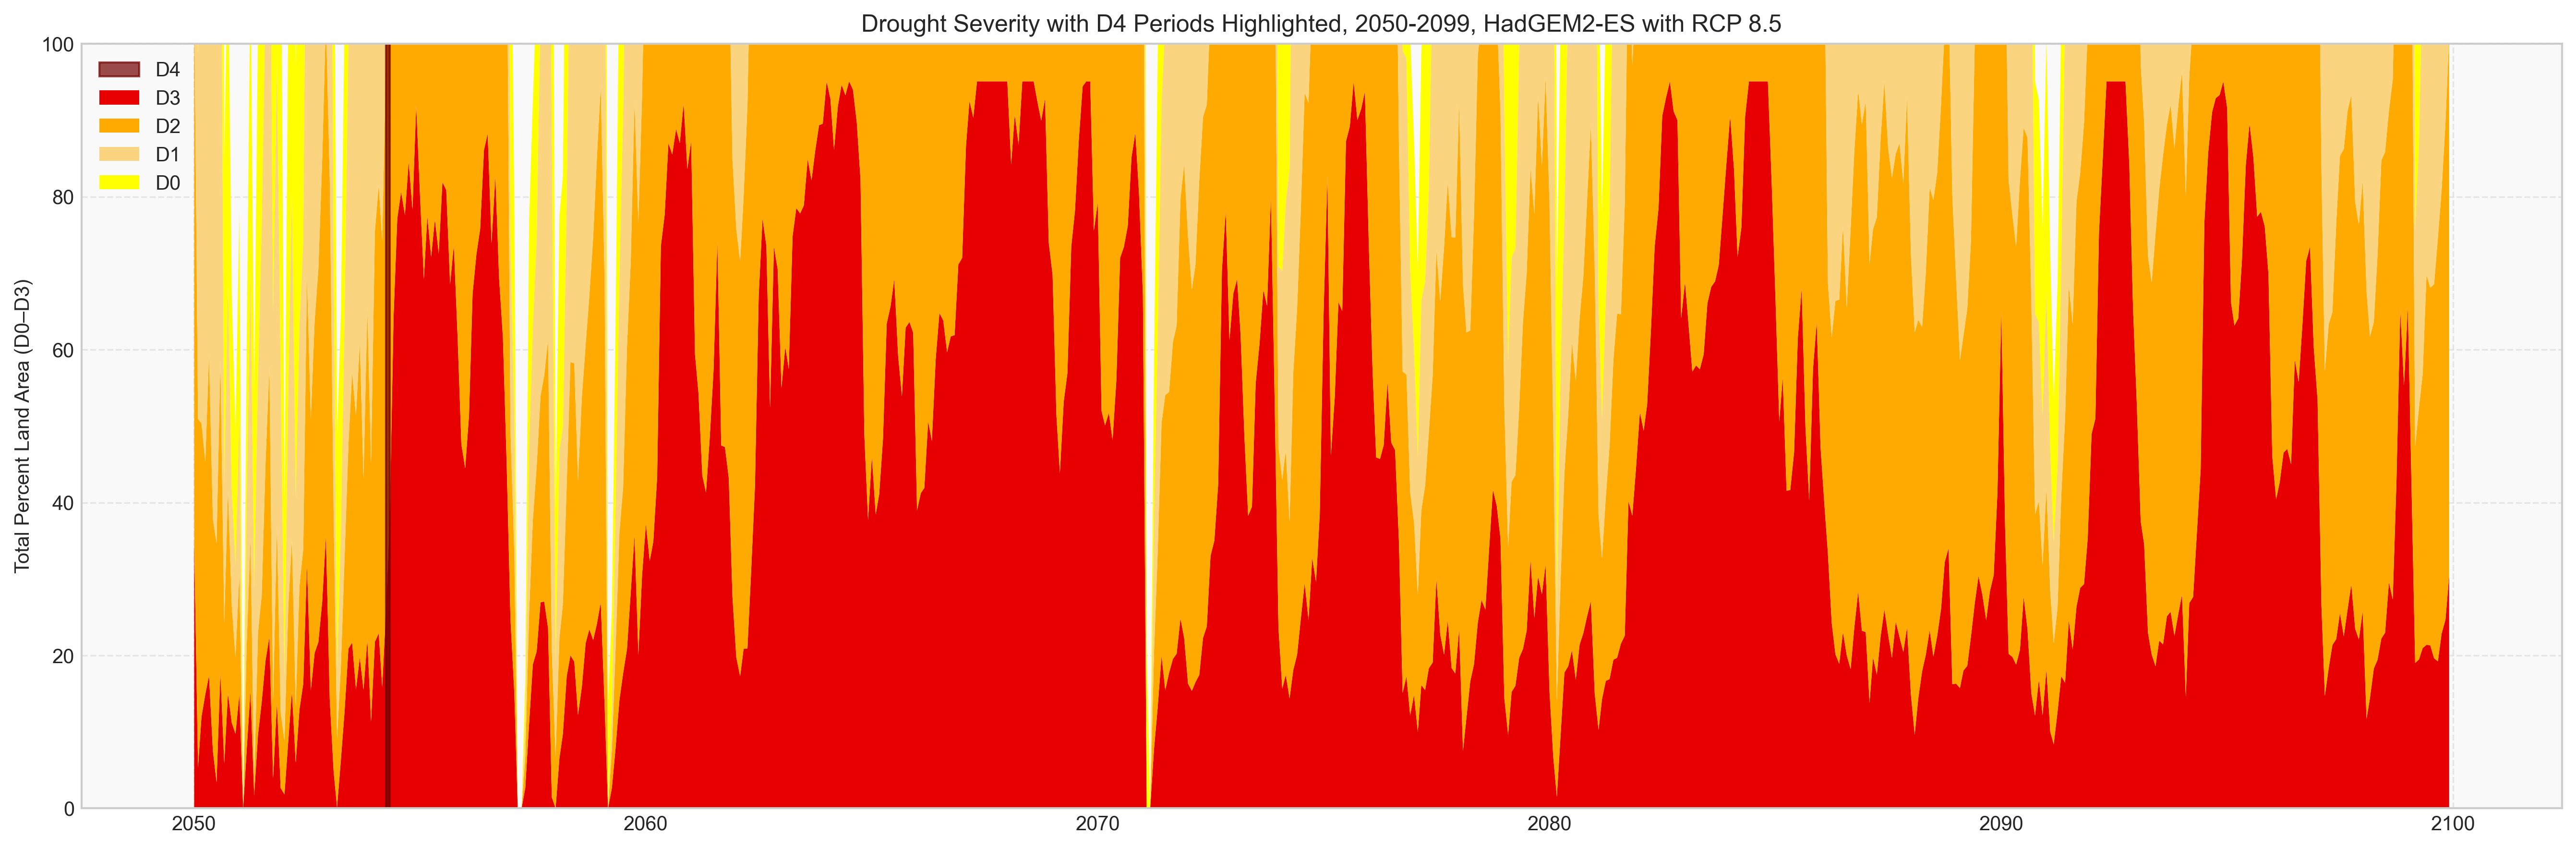 Drought Severity with D4 Periods Highlighted, 2050-2099, HadGEM2-ES with RCP 8.5
Total Percent Land Area (D0–D3)
100
80
60
40
20
0
D4
D3
D2
D1
D0
2050
2060
2070
2080
2090
2100